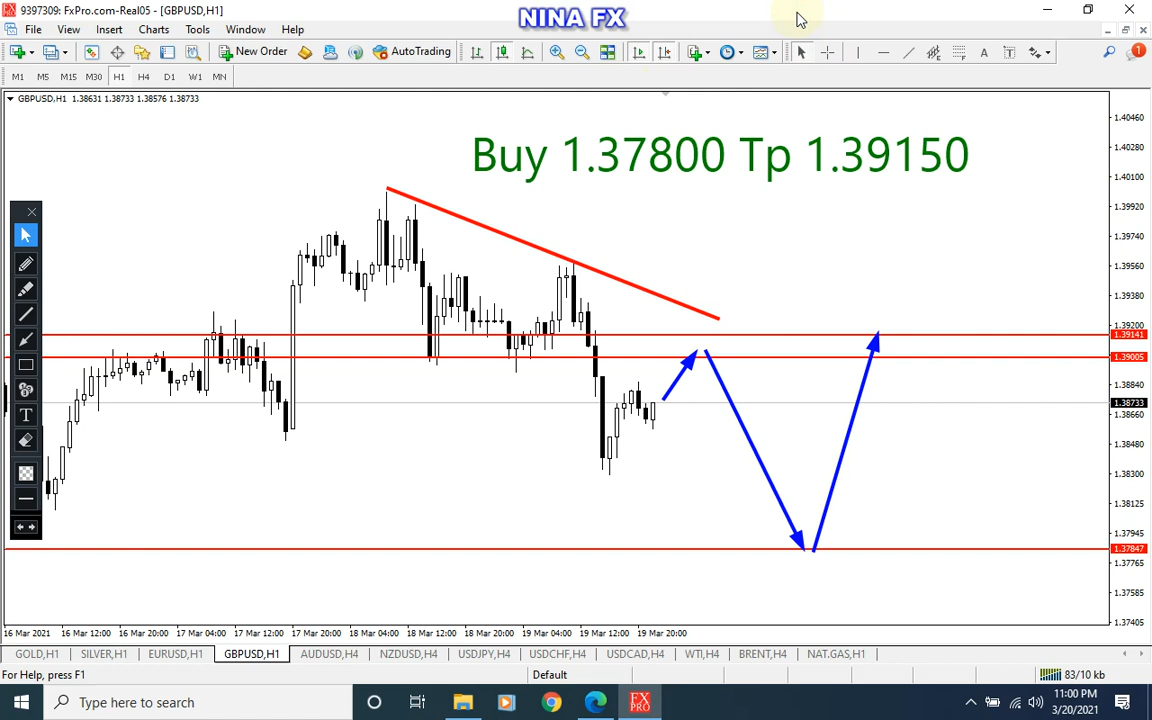 9397309: FxPro.com-Real05 - [GBPUSD,H1]
NINA FX
File View Insert Charts Tools Window Help
New Order AutoTrading
1
M1 M5 M15 M30 H1 H4 D1 W1 MN
GBPUSD,H1 1.38631 1.38733 1.38576 1.38733
Buy 1.37800 Tp 1.39150
1.40460
1.40280
1.40100
1.39920
1.39740
1.39560
1.39380
1.39200
1.39141
1.39005
1.38840
1.38733
1.38660
1.38480
1.38300
1.38125
1.37945
1.37847
1.37765
1.37585
1.37405
T
16 Mar 2021 16 Mar 12:00 16 Mar 20:00 17 Mar 04:00 17 Mar 12:00 17 Mar 20:00 18 Mar 04:00 18 Mar 12:00 18 Mar 20:00 19 Mar 04:00 19 Mar 12:00 19 Mar 20:00
GOLD,H1 SILVER,H1 EURUSD,H1 GBPUSD,H1 AUDUSD,H4 NZDUSD,H4 USDJPY,H4 USDCHF,H4 USDCAD,H4 WTI,H4 BRENT,H4 NAT.GAS,H1
For Help, press F1 Default 83/10 kb
Type here to search
FX PRO
11:00 PM
3/20/2021